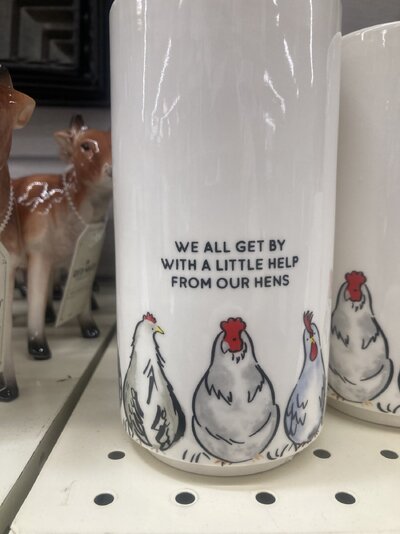 WE ALL GET BY
WITH A LITTLE HELP
FROM OUR HENS